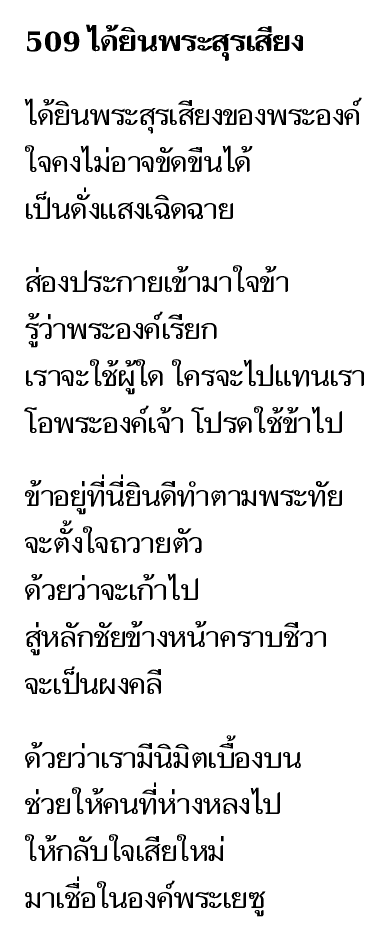 509 ได้ยินพระสุรเสียง
ได้ยินพระสุรเสียงของพระองค์
ใจคงไม่อาจขัดขืนได้
เป็นดั่งแสงเฉิดฉาย
ส่องประกายเข้ามาใจข้า
รู้ว่าพระองค์เรียก
เราจะใช้ผู้ใด ใครจะไปแทนเรา
โอพระองค์เจ้า โปรดใช้ข้าไป
ข้าอยู่ที่นี่ยินดีทำตามพระทัย
จะตั้งใจถวายตัว
ด้วยว่าจะเก้าไป
สู่หลักชัยข้างหน้าคราบชีวา
จะเป็นผงคลี
ด้วยว่าเรามีนิมิตเบื้องบน
ช่วยให้คนที่ห่างหลงไป
ให้กลับใจเสียใหม่
มาเชื่อในองค์พระเยซู